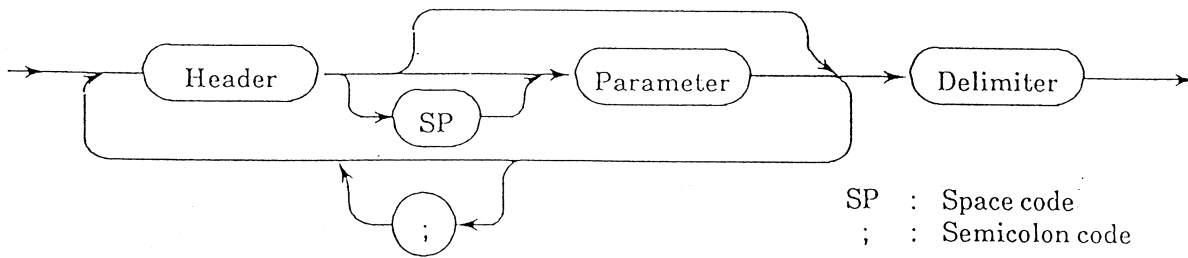 Header
Parameter
Delimiter
SP
;
SP : Space code
; : Semicolon code